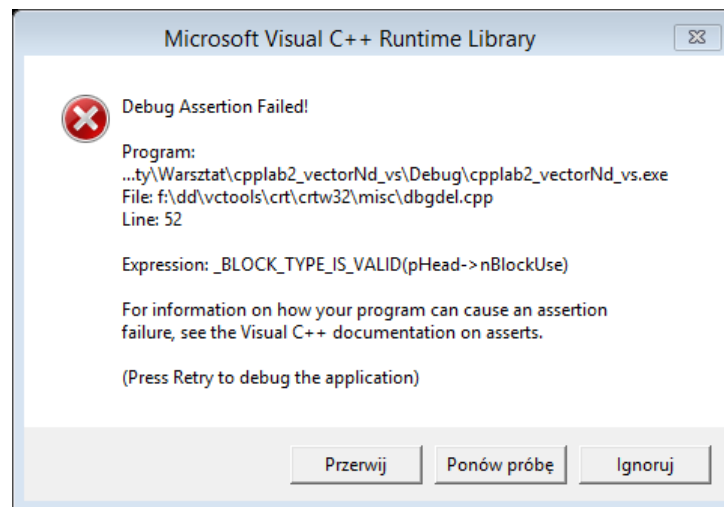 Microsoft Visual C++ Runtime Library
Debug Assertion Failed!
Program:
...ty\Warsztat\cpplab2_vectorNd_vs\Debug\cpplab2_vectorNd_vs.exe
File: f:\dd\vctools\crt\crtw32\misc\dbgdel.cpp
Line: 52
Expression: _BLOCK_TYPE_IS_VALID(pHead->nBlockUse)
For information on how your program can cause an assertion
failure, see the Visual C++ documentation on asserts.
(Press Retry to debug the application)
Przerwij Ponów próbę Ignoruj